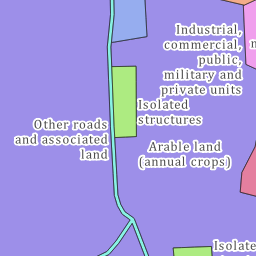 Industrial,
commercial,
public,
military and
private units
Isolated
structures
Other roads
and associated
land
Arable land
(annual crops)